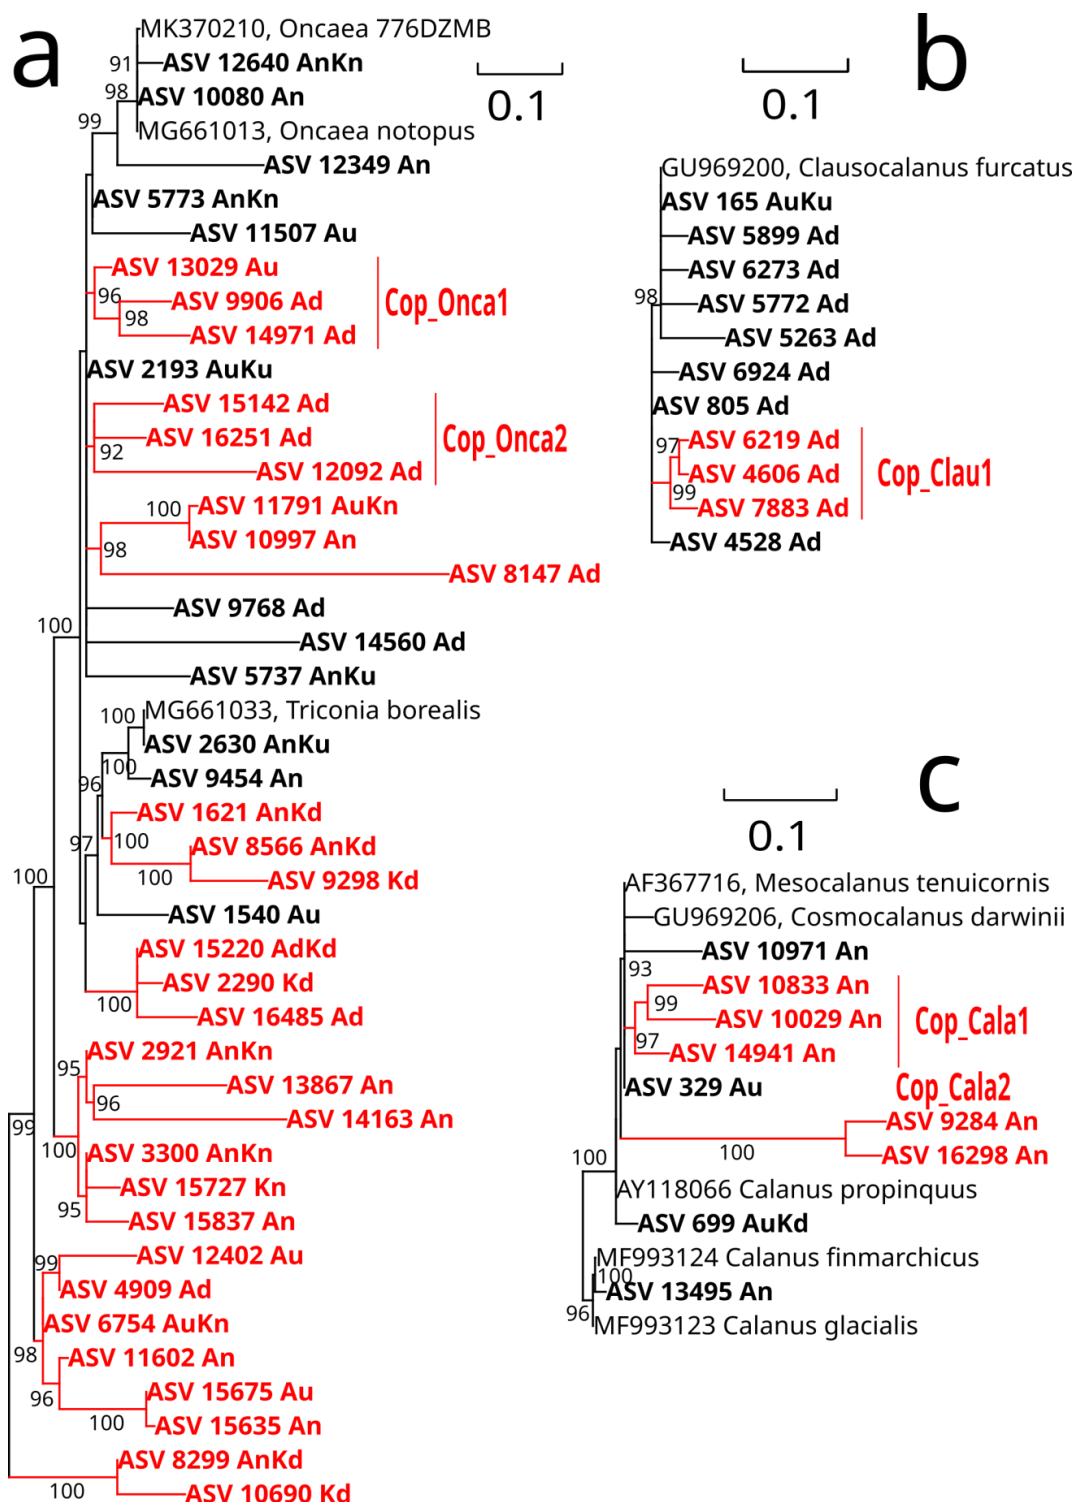 a
MK370210, Oncaea 776DZMB
91
ASV 12640 AnKn
98
ASV 10080 An
99
MG661013, Oncaea notopus
ASV 12349 An
ASV 5773 AnKn
ASV 11507 Au
ASV 13029 Au
96
ASV 9906 Ad
Cop_Onca1
98
ASV 14971 Ad
ASV 2193 AuKu
ASV 15142 Ad
ASV 16251 Ad
Cop_Onca2
92
ASV 12092 Ad
100
ASV 11791 AuKn
ASV 10997 An
98
ASV 8147 Ad
ASV 9768 Ad
100
ASV 14560 Ad
ASV 5737 AnKu
MG661033, Triconia borealis
100
ASV 2630 AnKu
100
ASV 9454 An
96
ASV 1621 AnKd
97
100
ASV 8566 AnKd
100
ASV 9298 Kd
100
ASV 1540 Au
ASV 15220 AdKd
ASV 2290 Kd
100
ASV 16485 Ad
ASV 2921 AnKn
95
ASV 13867 An
96
ASV 14163 An
99
100
ASV 3300 AnKn
ASV 15727 Kn
95
ASV 15837 An
ASV 12402 Au
99
ASV 4909 Ad
ASV 6754 AuKn
98
ASV 11602 An
96
ASV 15675 Au
100
ASV 15635 An
ASV 8299 AnKd
100
ASV 10690 Kd
0.1
b
0.1
GU969200, Clausocalanus furcatus
ASV 165 AuKu
ASV 5899 Ad
ASV 6273 Ad
98
ASV 5772 Ad
ASV 5263 Ad
ASV 6924 Ad
ASV 805 Ad
97
ASV 6219 Ad
ASV 4606 Ad
Cop_Clau1
99
ASV 7883 Ad
ASV 4528 Ad
c
0.1
AF367716, Mesocalanus tenuicornis
GU969206, Cosmocalanus darwinii
ASV 10971 An
93
ASV 10833 An
99
ASV 10029 An
Cop_Cala1
97
ASV 14941 An
ASV 329 Au
Cop_Cala2
ASV 9284 An
100
ASV 16298 An
100
AY118066 Calanus propinquus
ASV 699 AuKd
MF993124 Calanus finmarchicus
100
ASV 13495 An
96
MF993123 Calanus glacialis